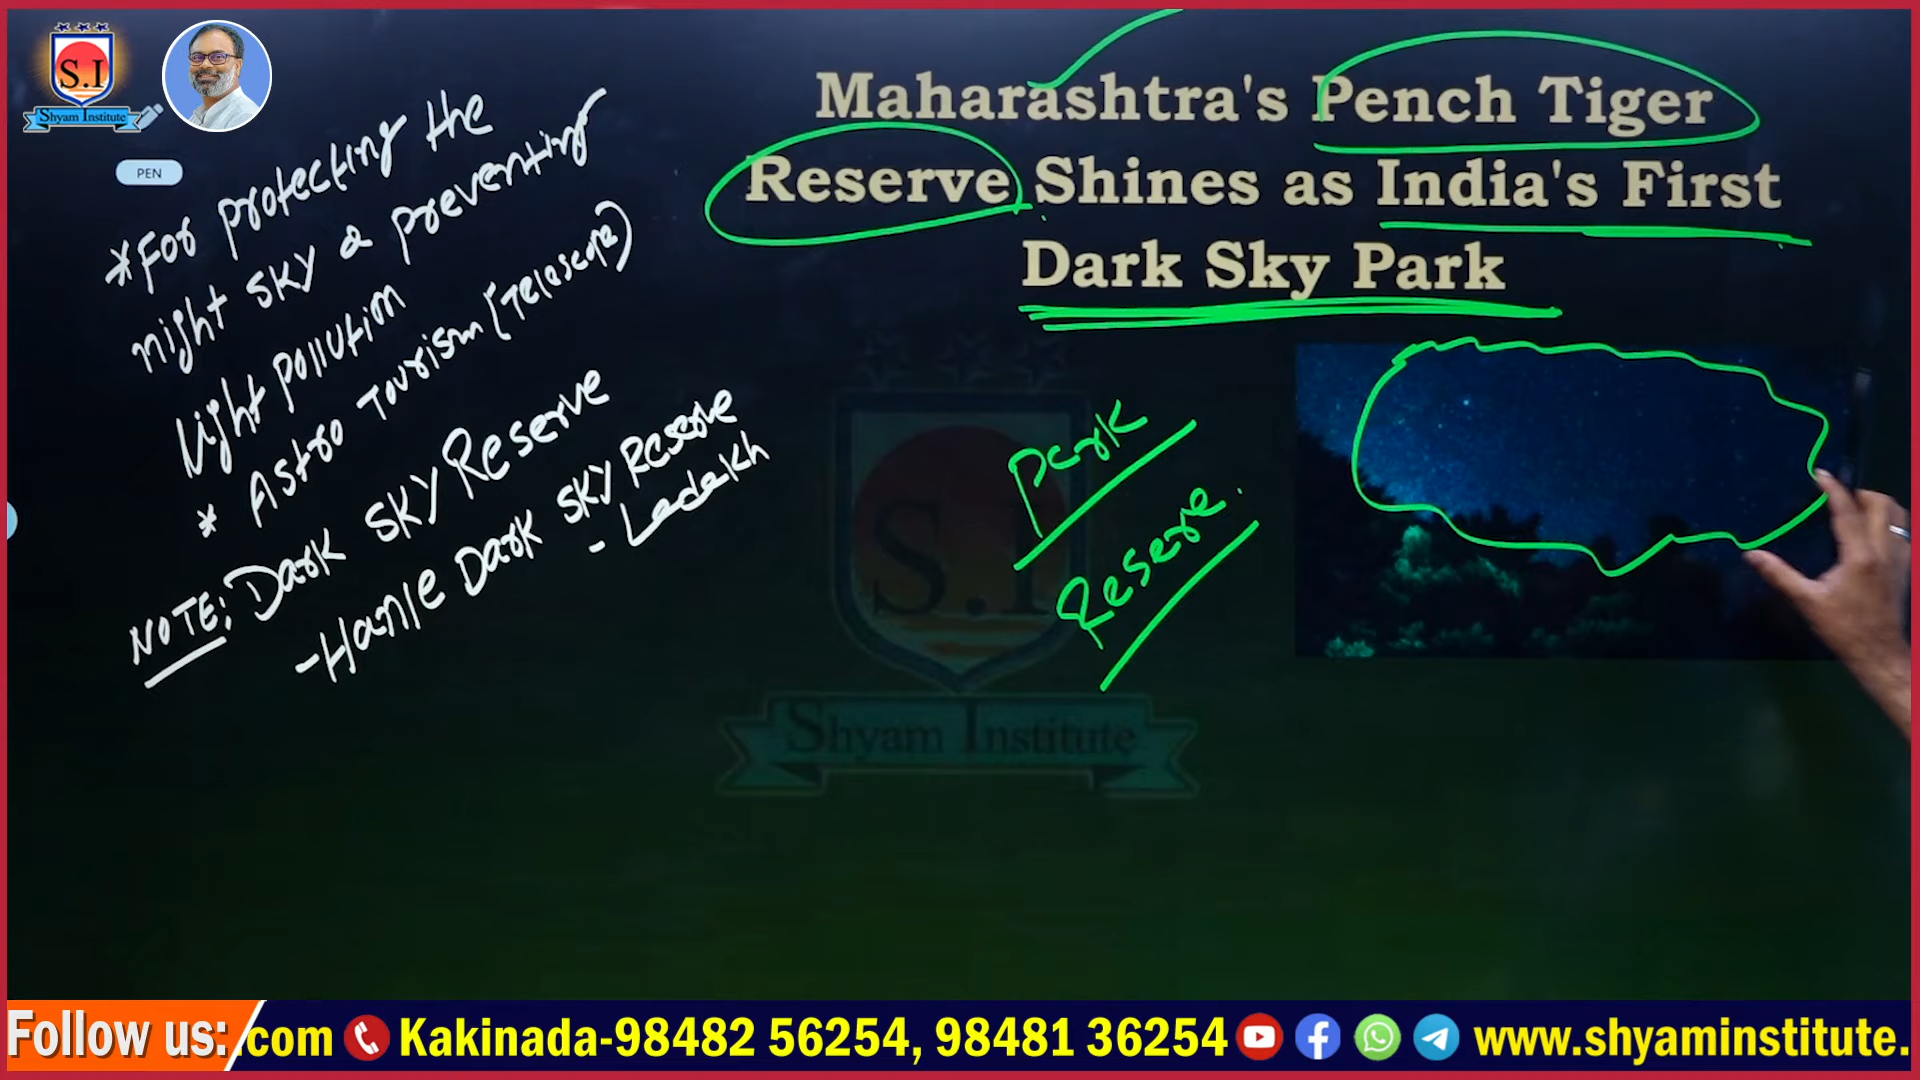 S.I
Shyam Institute
PEN
Maharashtra's Pench Tiger
Reserve Shines as India's First
Dark Sky Park
*For protecting the
night sky & preventing
light pollution
* Astro Tourism (Telescope)
NOTE: Dark sky Reserve
- Hanle Dark sky Reserve
- Ladakh
Park
Reserve.
S.I
Shyam Institute
Follow us: .com Kakinada-98482 56254, 98481 36254 www.shyaminstitute.